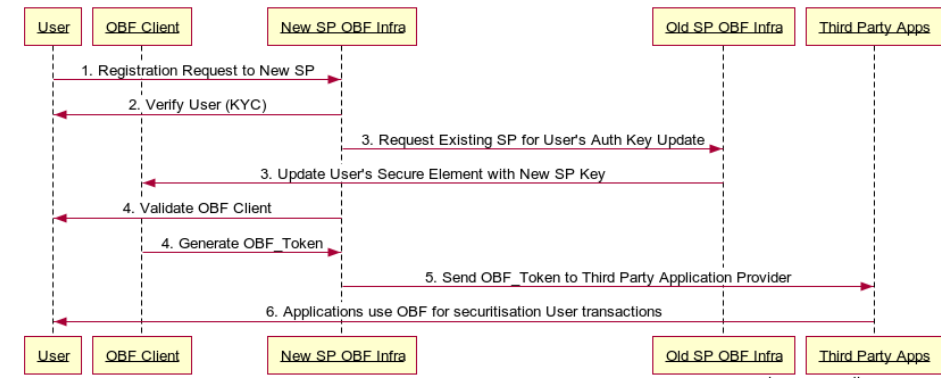 User OBF Client New SP OBF Infra Old SP OBF Infra Third Party Apps
1. Registration Request to New SP
2. Verify User (KYC)
3. Request Existing SP for User's Auth Key Update
3. Update User's Secure Element with New SP Key
4. Validate OBF Client
4. Generate OBF_Token
5. Send OBF_Token to Third Party Application Provider
6. Applications use OBF for securitisation User transactions
User OBF Client New SP OBF Infra Old SP OBF Infra Third Party Apps